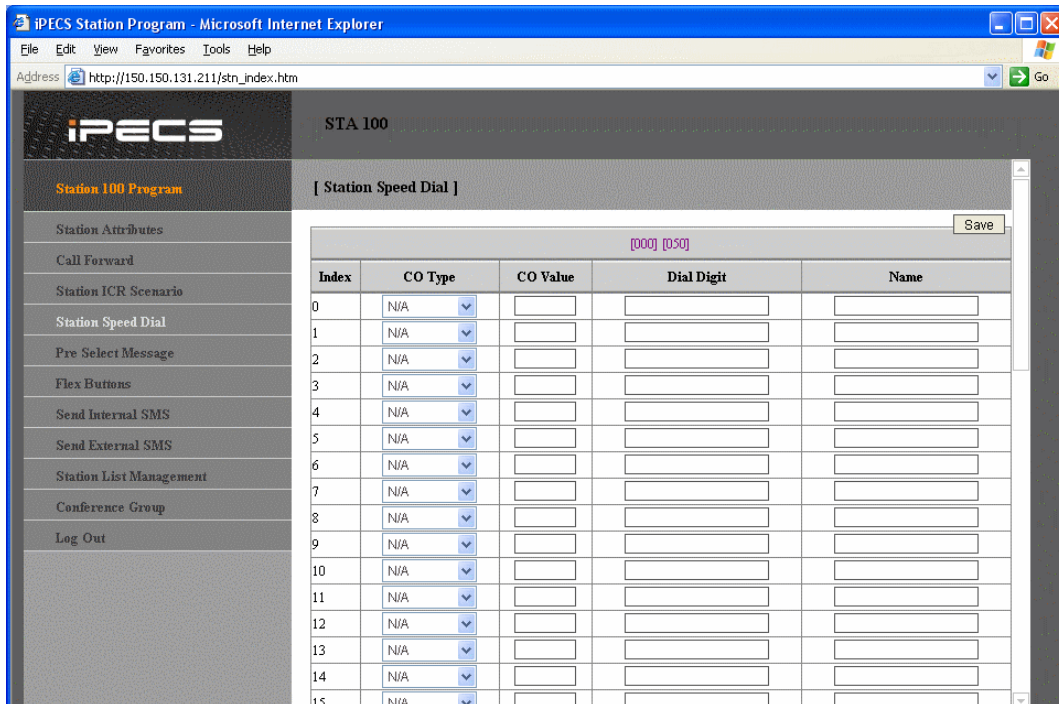 iPECS Station Program - Microsoft Internet Explorer
File Edit View Favorites Tools Help
Address http://150.150.131.211/stn_index.htm Go
iPECS
STA 100
Station 100 Program
[ Station Speed Dial ]
Station Attributes
Call Forward
Station ICR Scenario
Station Speed Dial
Pre Select Message
Flex Buttons
Send Internal SMS
Send External SMS
Station List Management
Conference Group
Log Out
Save
[000] [050]
Index CO Type CO Value Dial Digit Name
0 N/A
1 N/A
2 N/A
3 N/A
4 N/A
5 N/A
6 N/A
7 N/A
8 N/A
9 N/A
10 N/A
11 N/A
12 N/A
13 N/A
14 N/A
15 N/A